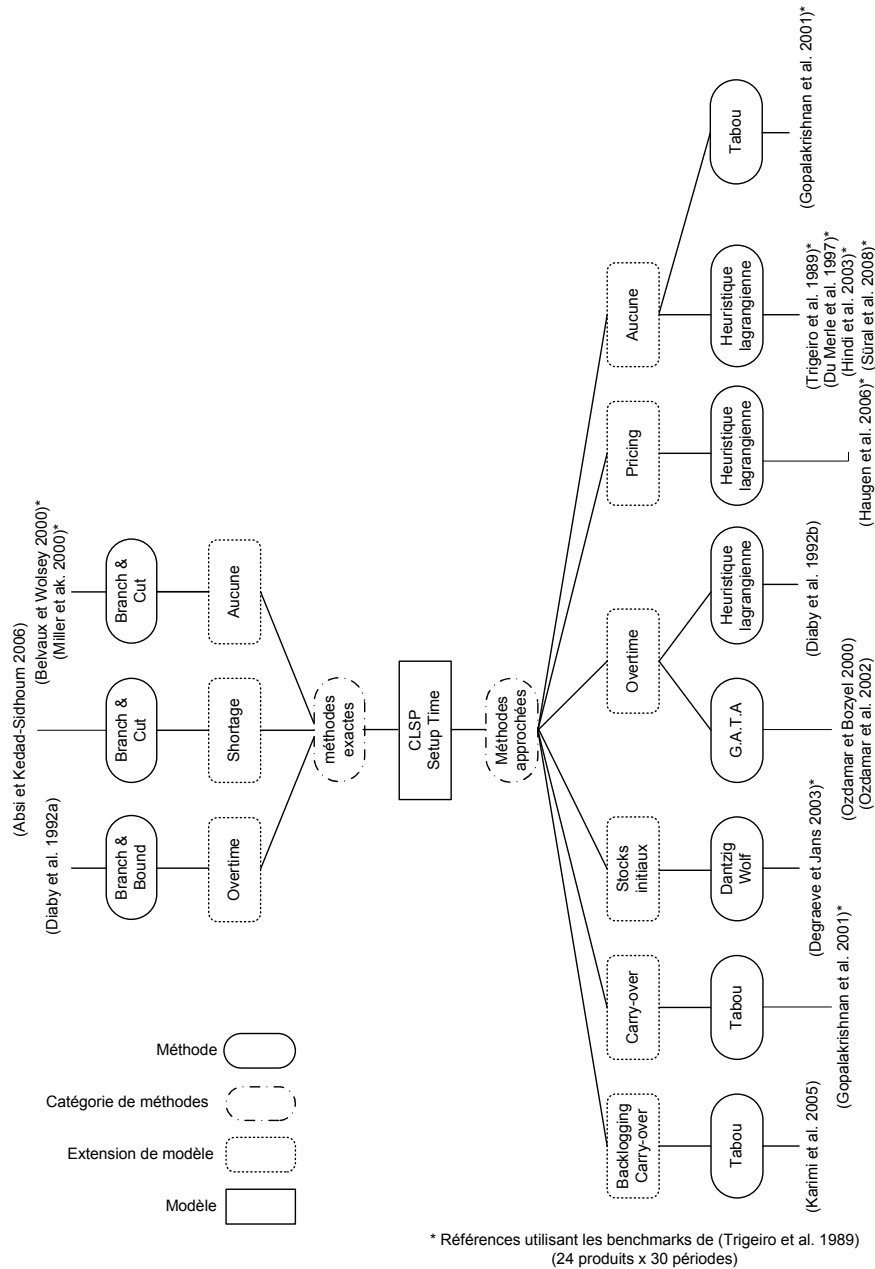 (Absi et Kedad-Sidhoum 2006)
(Diaby et al. 1992a)
(Belvaux et Wolsey 2000)*
(Miller et ak. 2000)*
Branch &
Bound
Branch &
Cut
Branch &
Cut
Overtime
Shortage
Aucune
méthodes
exactes
CLSP
Setup Time
Méthodes
approchées
Backlogging
Carry-over
Carry-over
Stocks
initiaux
Overtime
Pricing
Aucune
Tabou
Tabou
Dantzig
Wolf
G.A.T.A
Heuristique
lagrangienne
Heuristique
lagrangienne
Heuristique
lagrangienne
Tabou
(Karimi et al. 2005)
(Gopalakrishnan et al. 2001)*
(Degraeve et Jans 2003)*
(Ozdamar et Bozyel 2000)
(Ozdamar et al. 2002)
(Diaby et al. 1992b)
(Haugen et al. 2006)*
(Trigeiro et al. 1989)*
(Du Merle et al. 1997)*
(Hindi et al. 2003)*
(Süral et al. 2008)*
(Gopalakrishnan et al. 2001)*
Méthode
Catégorie de méthodes
Extension de modèle
Modèle
* Références utilisant les benchmarks de (Trigeiro et al. 1989)
(24 produits x 30 périodes)